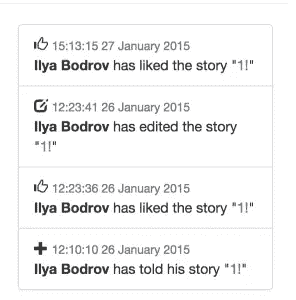 15:13:15 27 January 2015
Ilya Bodrov has liked the story "1!"
12:23:41 26 January 2015
Ilya Bodrov has edited the story
"1!"
12:23:36 26 January 2015
Ilya Bodrov has liked the story "1!"
12:10:10 26 January 2015
Ilya Bodrov has told his story "1!"